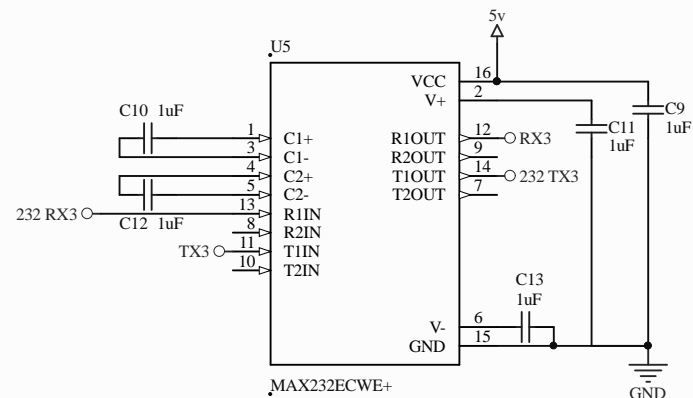 5v
U5
VCC 16
V+ 2
C10 1uF
C9
1uF
C11
1uF
1 C1+
3 C1-
4 C2+
5 C2-
R1OUT 12 RX3
R2OUT 9
T1OUT 14 232 TX3
T2OUT 7
232 RX3 13 R1IN
C12 1uF
8 R2IN
TX3 11 T1IN
10 T2IN
C13
1uF
V- 6
GND 15
MAX232ECWE+
GND